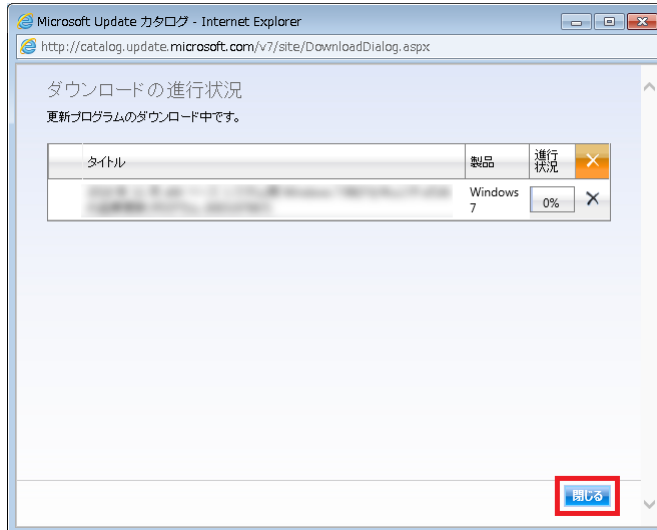 Microsoft Update カタログ - Internet Explorer
http://catalog.update.microsoft.com/v7/site/DownloadDialog.aspx
ダウンロードの進行状況
更新プログラムのダウンロード中です。
タイトル 製品 進行状況
Windows 7 0%
閉じる